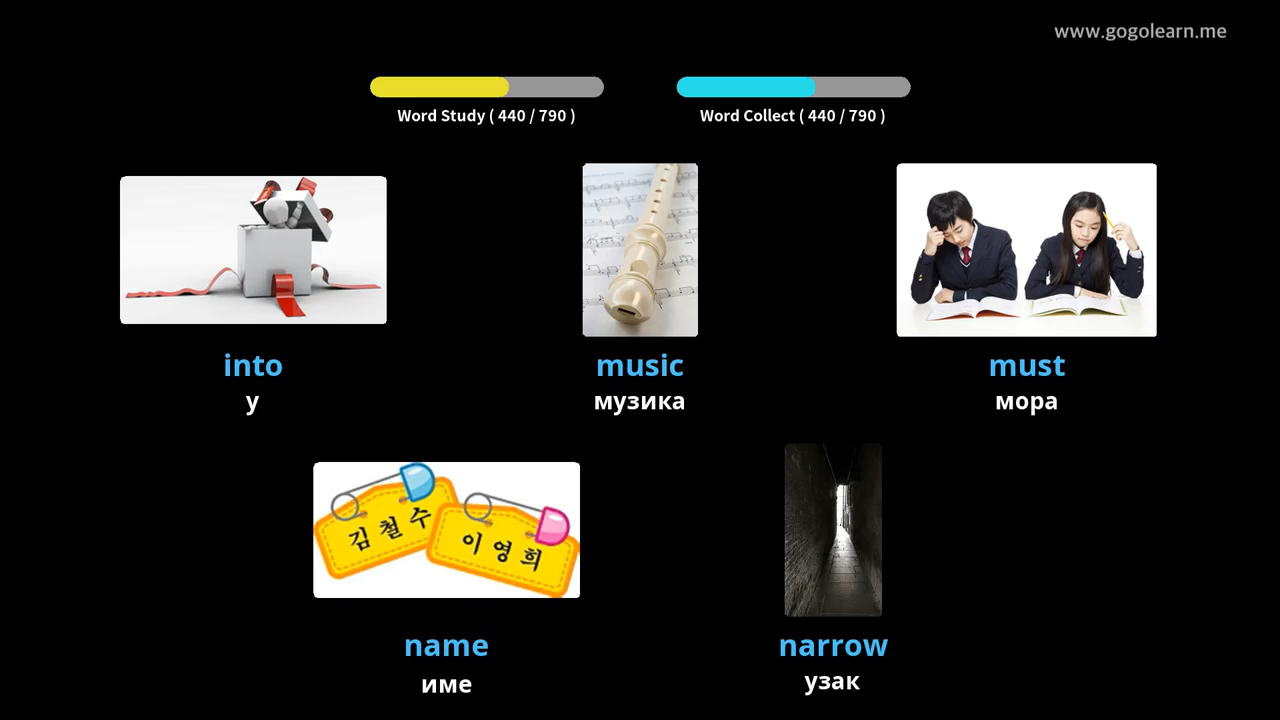 www.gogolearn.me
Word Study ( 440 / 790 )
Word Collect ( 440 / 790 )
into
у
music
музика
must
мора
김철수
이영희
name
име
narrow
узак